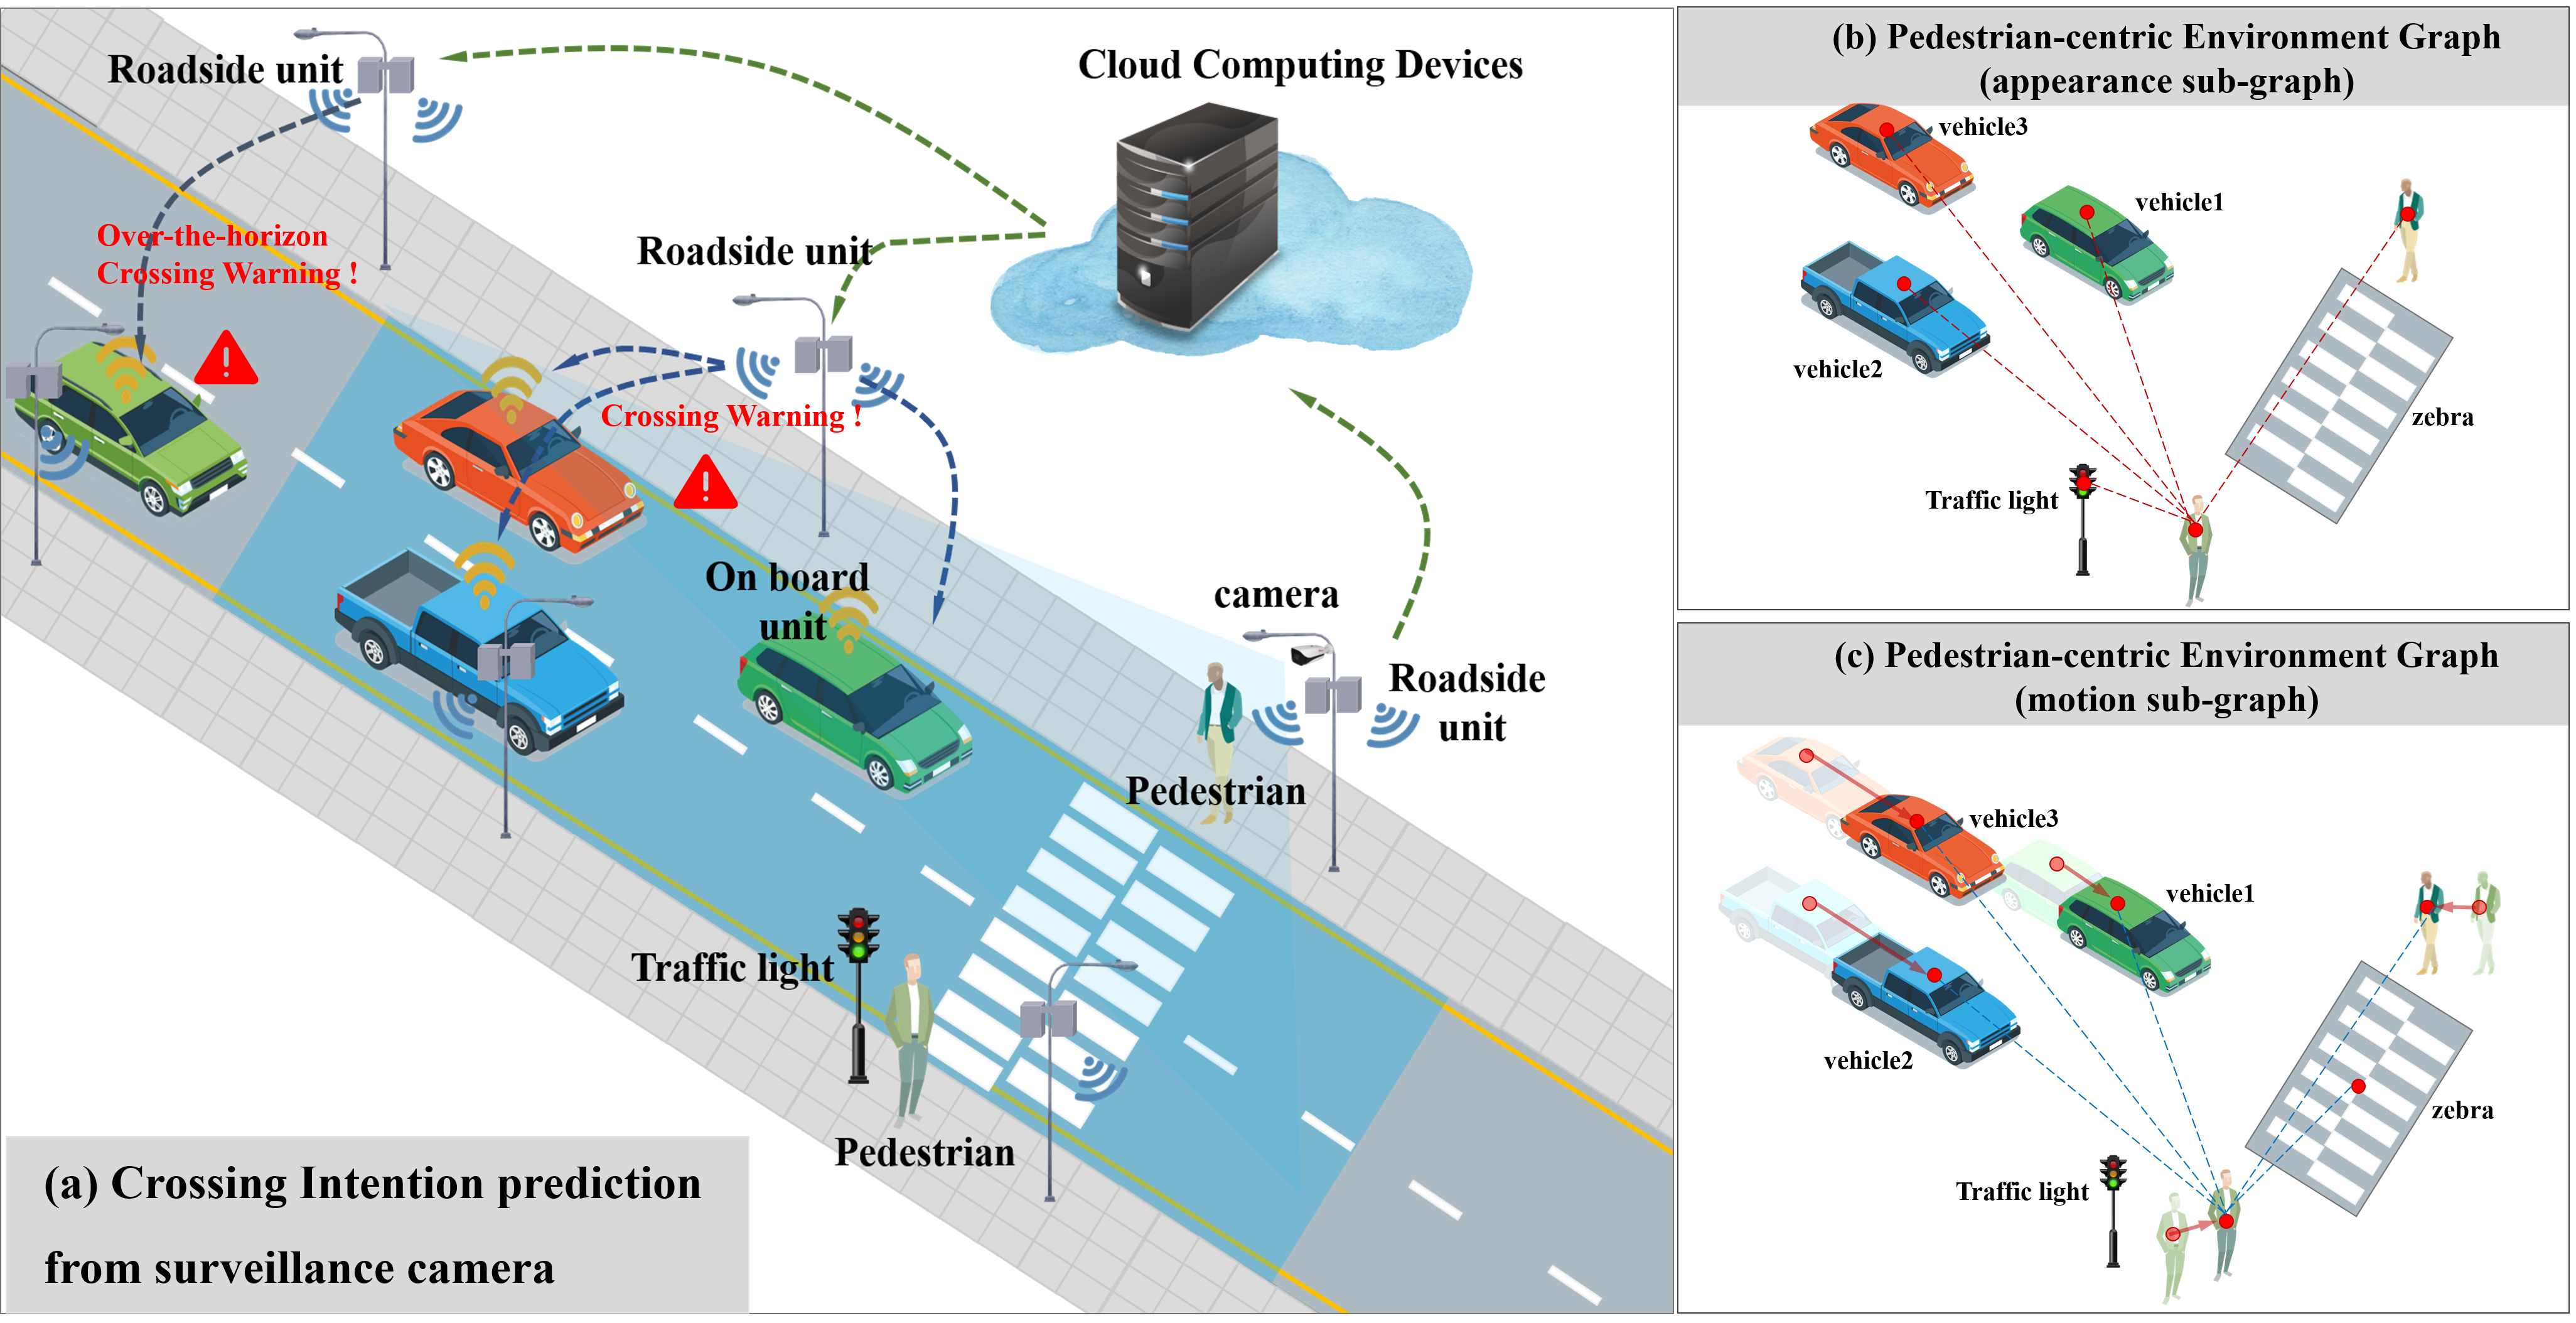 Roadside unit
Cloud Computing Devices
Over-the-horizon
Crossing Warning !
Roadside unit
Crossing Warning !
On board
unit
camera
Roadside
unit
Pedestrian
Traffic light
Pedestrian
(a) Crossing Intention prediction
from surveillance camera
(b) Pedestrian-centric Environment Graph
(appearance sub-graph)
vehicle3
vehicle1
vehicle2
zebra
Traffic light
(c) Pedestrian-centric Environment Graph
(motion sub-graph)
vehicle3
vehicle1
vehicle2
zebra
Traffic light